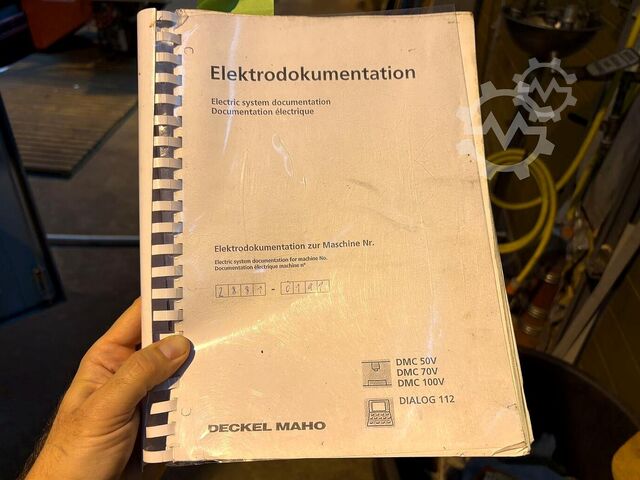 Elektrodokumentation
Electric system documentation
Documentation électrique
Elektrodokumentation zur Maschine Nr.
Electric system documentation for machine No.
Documentation électrique machine n°
DMC 50V
DMC 70V
DMC 100V
DIALOG 112
DECKEL MAHO